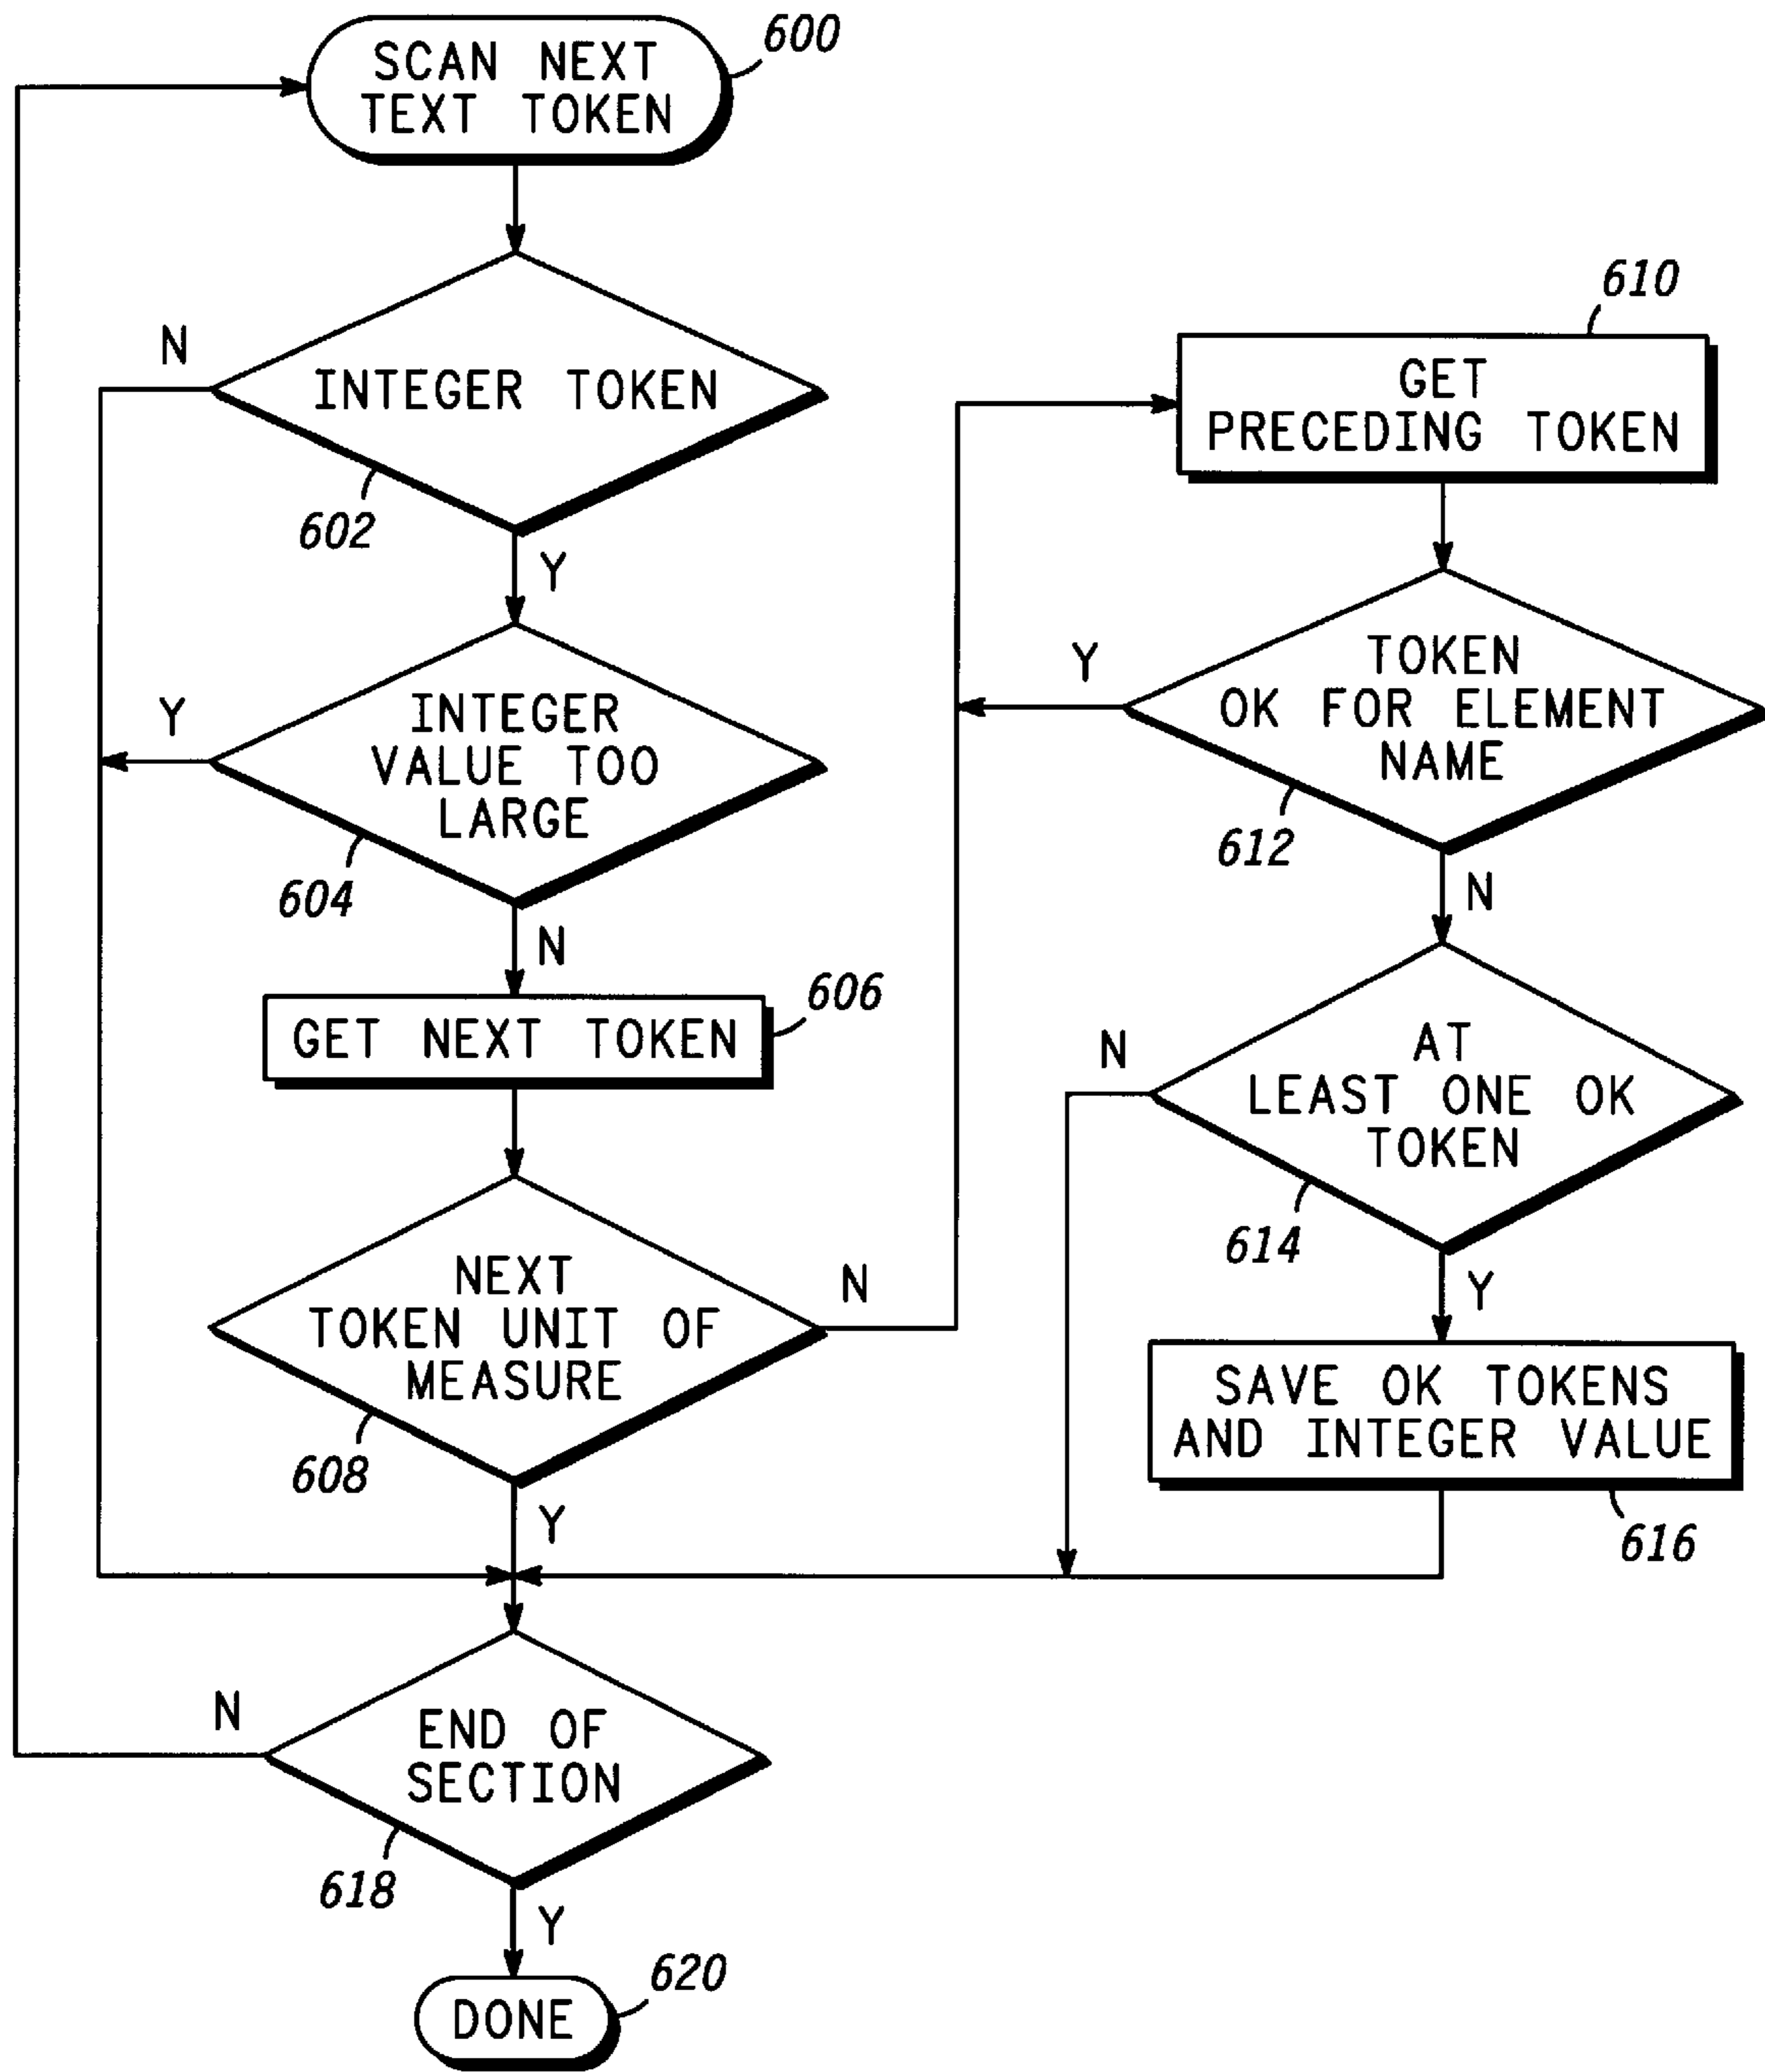 SCAN NEXT
TEXT TOKEN
600
N
INTEGER TOKEN
602
Y
Y
INTEGER
VALUE TOO
LARGE
604
N
GET NEXT TOKEN
606
NEXT
TOKEN UNIT OF
MEASURE
N
608
Y
610
GET
PRECEDING TOKEN
Y
TOKEN
OK FOR ELEMENT
NAME
612
N
N
AT
LEAST ONE OK
TOKEN
614
Y
SAVE OK TOKENS
AND INTEGER VALUE
616
N
END OF
SECTION
618
Y
DONE
620